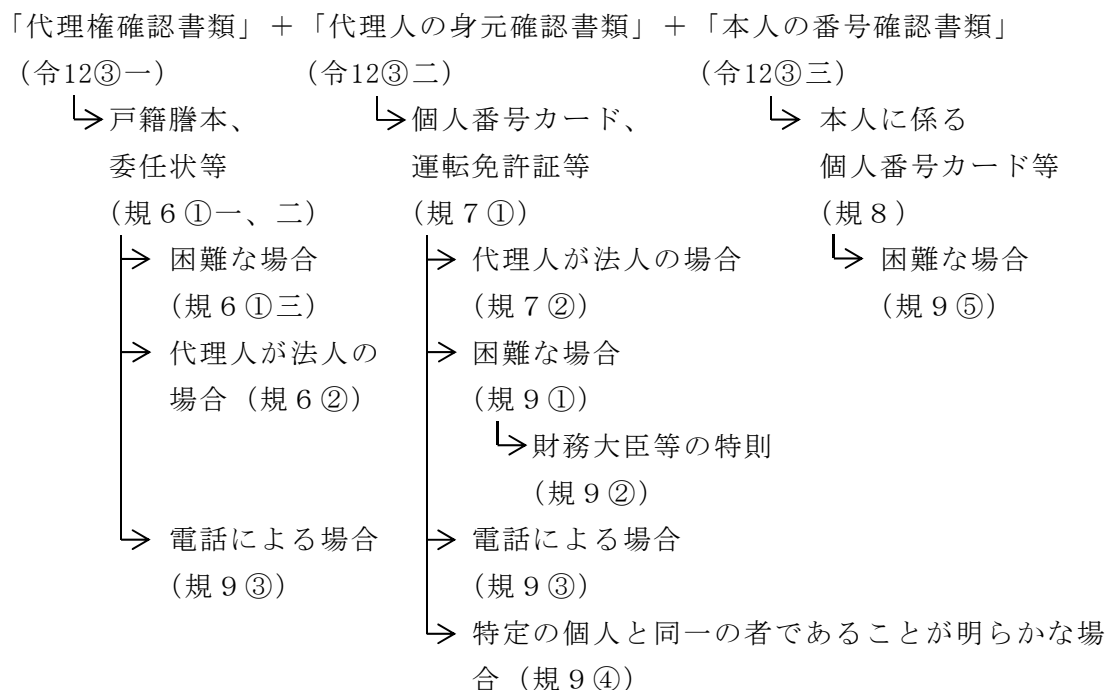 「代理権確認書類」＋「代理人の身元確認書類」＋「本人の番号確認書類」
（令12③一）
（令12③二）
（令12③三）
戸籍謄本、
委任状等
（規６①一、二）
困難な場合
（規６①三）
代理人が法人の
場合（規６②）
電話による場合
（規９③）
個人番号カード、
運転免許証等
（規７①）
代理人が法人の場合
（規７②）
困難な場合
（規９①）
財務大臣等の特則
（規９②）
電話による場合
（規９③）
特定の個人と同一の者であることが明らかな場
合（規９④）
本人に係る
個人番号カード等
（規８）
困難な場合
（規９⑤）